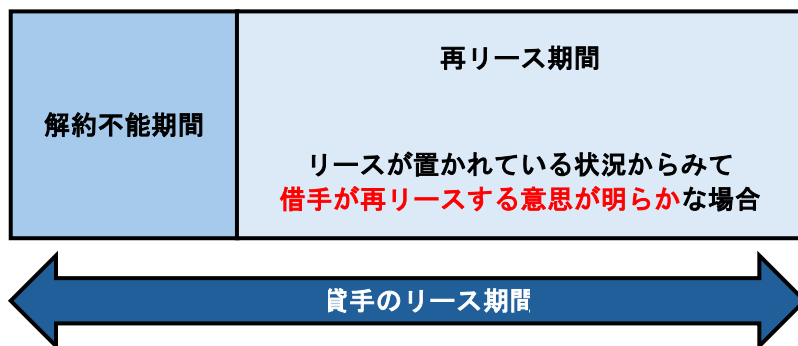 解約不能期間
再リース期間
リースが置かれている状況からみて
借手が再リースする意思が明らかな場合
貸手のリース期間